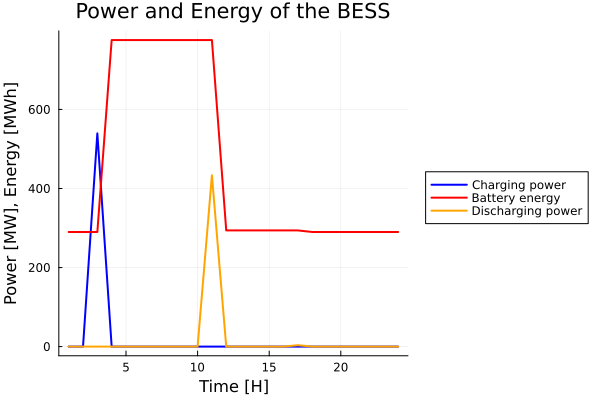 Power and Energy of the BESS
Power [MW], Energy [MWh]
600
400
200
0
5
10
15
20
Time [H]
Charging power
Battery energy
Discharging power